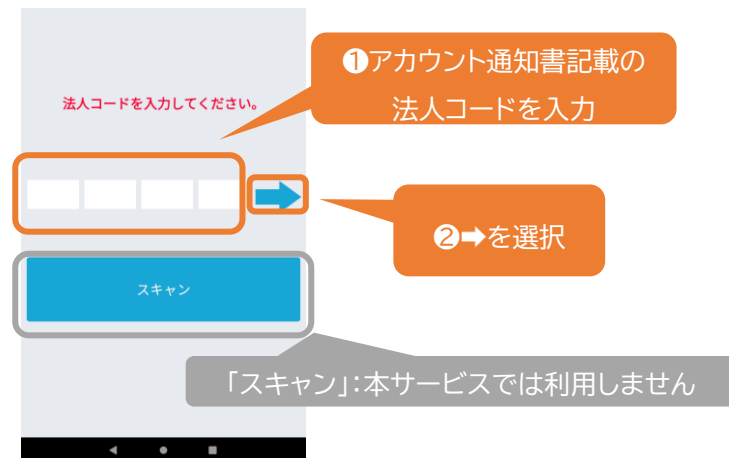 ❶アカウント通知書記載の
法人コードを入力
法人コードを入力してください。
❷➡を選択
スキャン
「スキャン」：本サービスでは利用しません